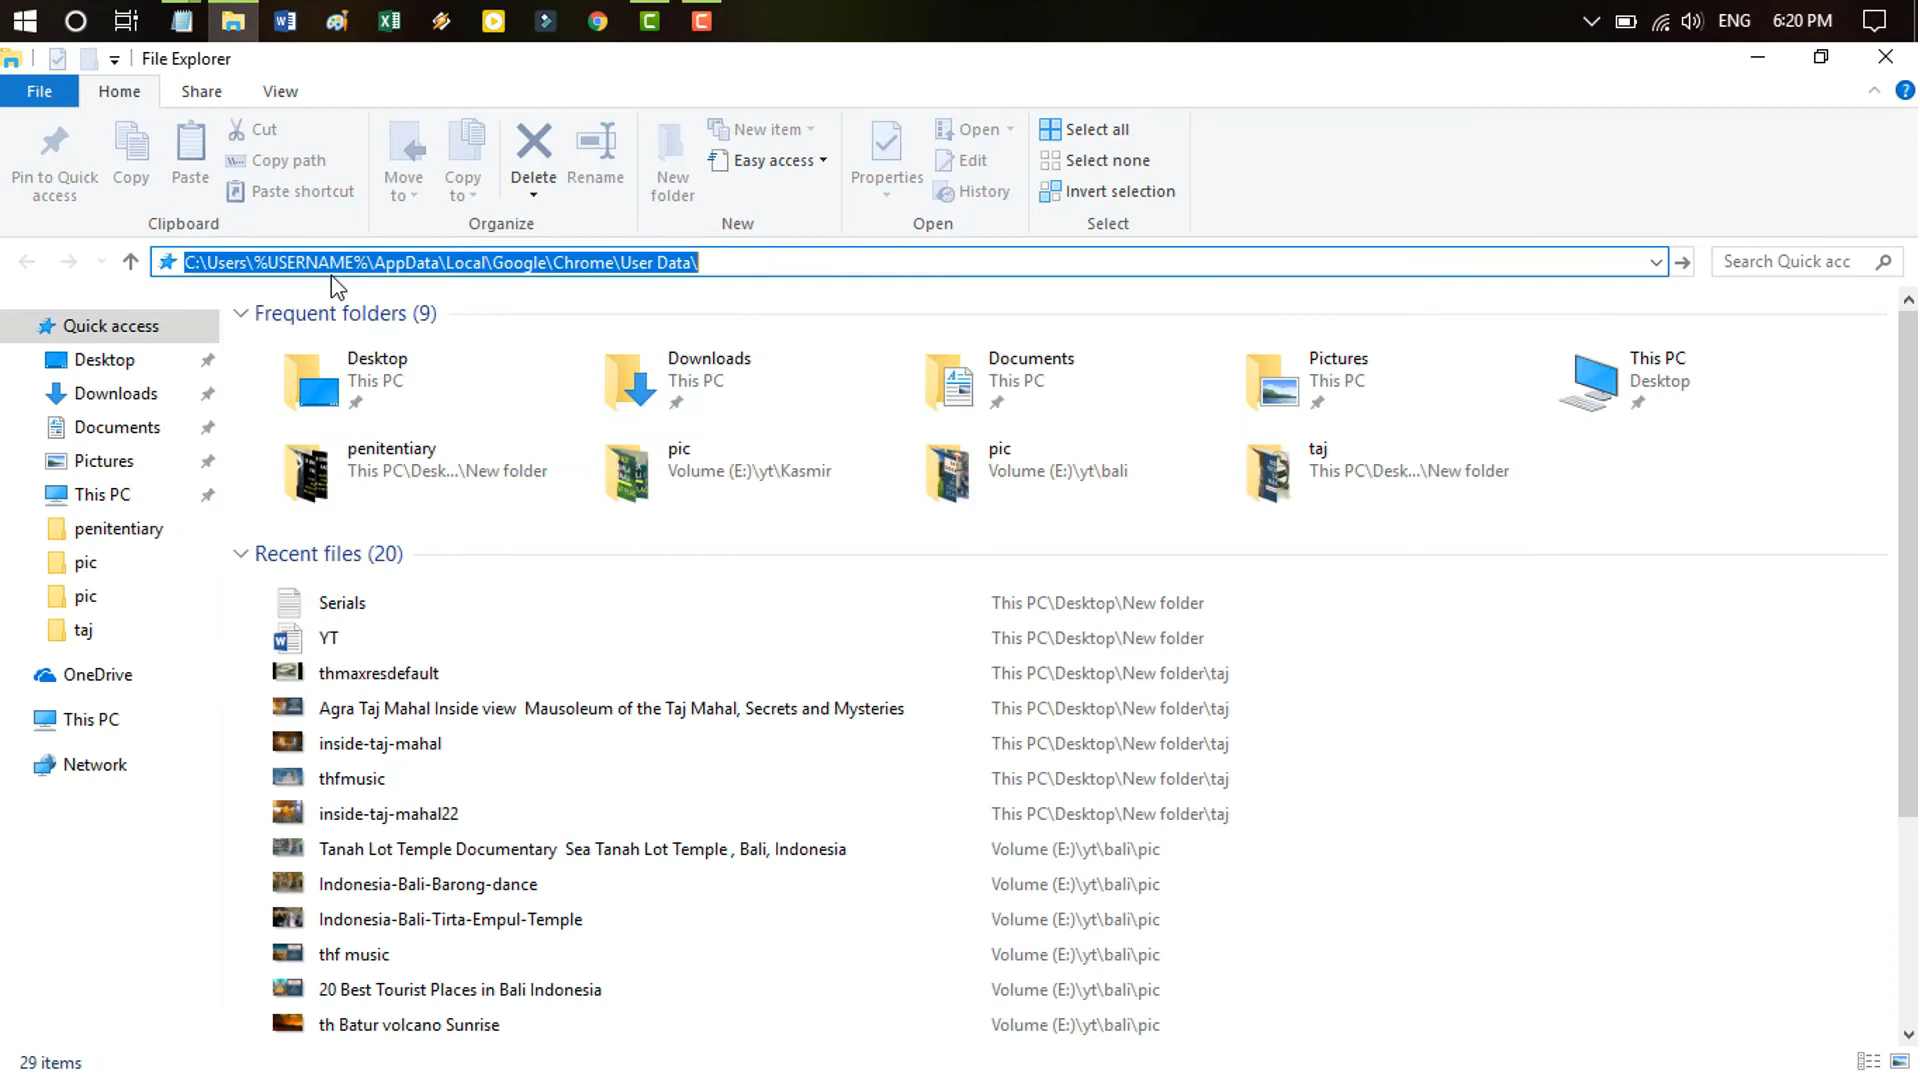 ENG 6:20 PM
File Explorer
File Home Share View
Pin to Quick access
Copy
Paste
Cut
Copy path
Paste shortcut
Clipboard
Move to
Copy to
Delete
Rename
Organize
New folder
New item
Easy access
New
Properties
Open
Edit
History
Open
Select all
Select none
Invert selection
Select
C:\Users\%USERNAME%\AppData\Local\Google\Chrome\User Data\
Search Quick acc
Quick access
Desktop
Downloads
Documents
Pictures
This PC
penitentiary
pic
pic
taj
OneDrive
This PC
Network
Frequent folders (9)
Desktop
This PC
Downloads
This PC
Documents
This PC
Pictures
This PC
This PC
Desktop
penitentiary
This PC\Desk...\New folder
pic
Volume (E:)\yt\Kasmir
pic
Volume (E:)\yt\bali
taj
This PC\Desk...\New folder
Recent files (20)
Serials This PC\Desktop\New folder
YT This PC\Desktop\New folder
thmaxresdefault This PC\Desktop\New folder\taj
Agra Taj Mahal Inside view  Mausoleum of the Taj Mahal, Secrets and Mysteries This PC\Desktop\New folder\taj
inside-taj-mahal This PC\Desktop\New folder\taj
thfmusic This PC\Desktop\New folder\taj
inside-taj-mahal22 This PC\Desktop\New folder\taj
Tanah Lot Temple Documentary  Sea Tanah Lot Temple , Bali, Indonesia Volume (E:)\yt\bali\pic
Indonesia-Bali-Barong-dance Volume (E:)\yt\bali\pic
Indonesia-Bali-Tirta-Empul-Temple Volume (E:)\yt\bali\pic
thf music Volume (E:)\yt\bali\pic
20 Best Tourist Places in Bali Indonesia Volume (E:)\yt\bali\pic
th Batur volcano Sunrise Volume (E:)\yt\bali\pic
29 items